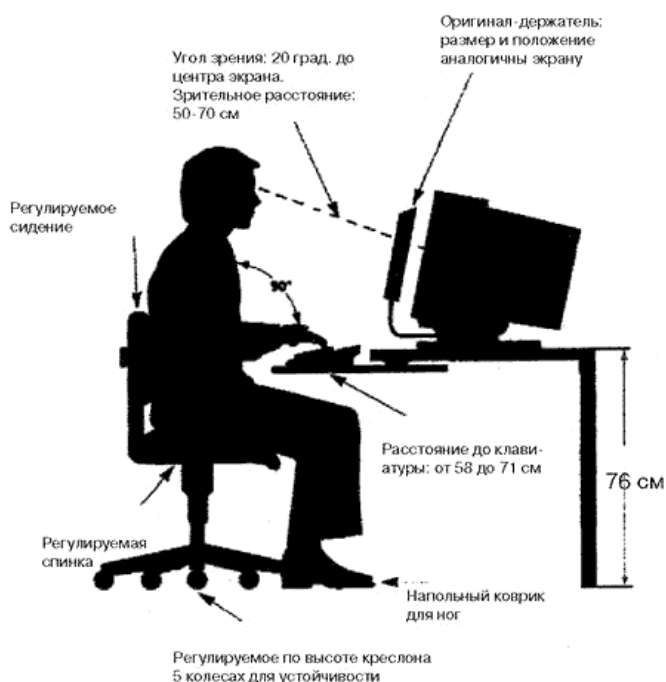 Оригинал-держатель:
размер и положение
аналогичны экрану
Угол зрения: 20 град. до
центра экрана.
Зрительное расстояние:
50-70 см
Регулируемое
сидение
90°
Расстояние до клави-
атуры: от 58 до 71 см
76 см
Регулируемая
спинка
Напольный коврик
для ног
Регулируемое по высоте креслона
5 колесах для устойчивости